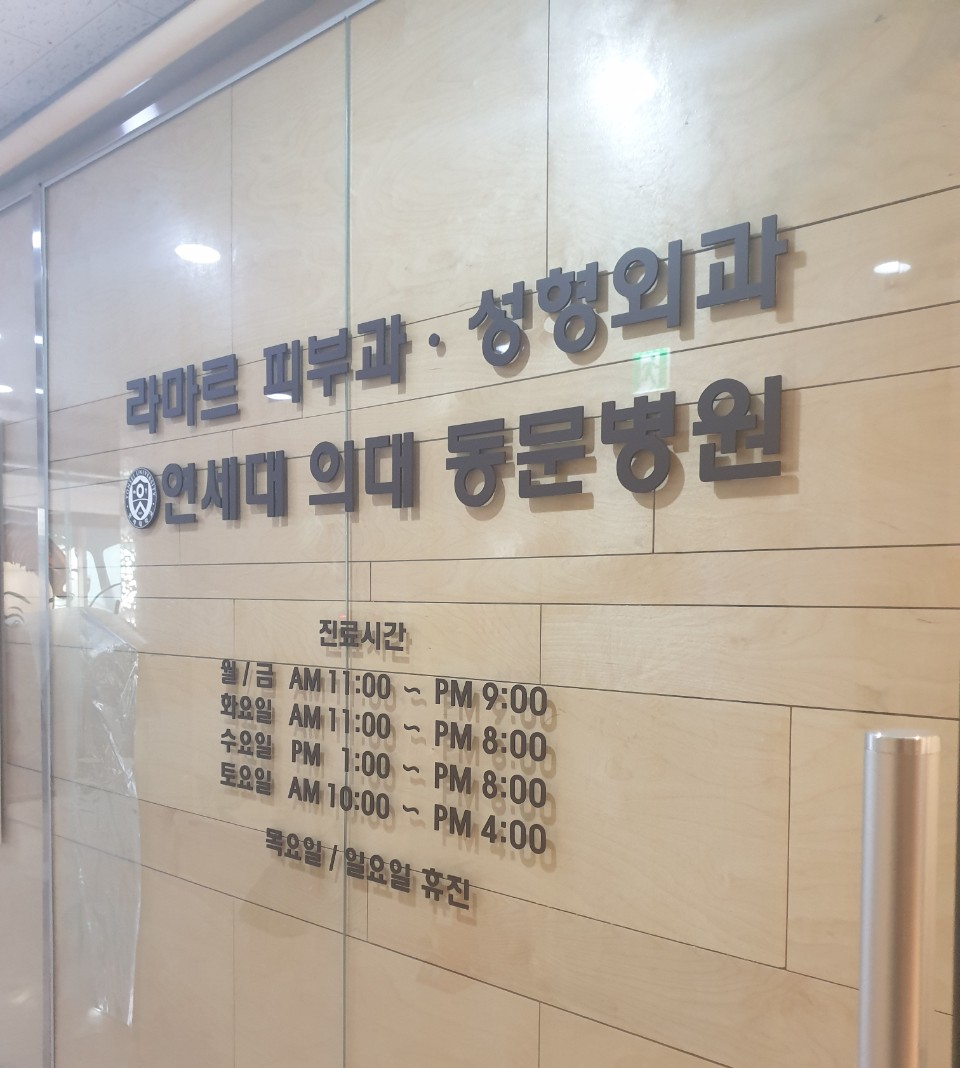 라마르 피부과 · 성형외과
연세대 의대 동문병원
진료시간
월/금 AM 11:00 ~ PM 9:00
화요일 AM 11:00 ~ PM 8:00
수요일 PM 1:00 ~ PM 8:00
토요일 AM 10:00 ~ PM 4:00
목요일 / 일요일 휴진